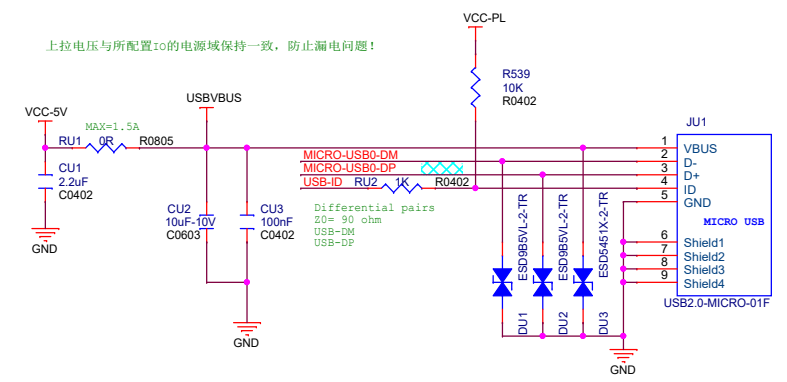 VCC-PL
上拉电压与所配置IO的电源域保持一致，防止漏电问题！
R539
10K
R0402
USBVBUS
VCC-5V
MAX=1.5A
RU1 0R R0805
JU1
1 VBUS
MICRO-USB0-DM
2 D-
MICRO-USB0-DP
3 D+
USB-ID RU2 1K R0402
4 ID
5 GND
CU1
2.2uF
C0402
GND
CU2
10uF-10V
C0603
CU3
100nF
C0402
Differential pairs
Z0= 90 ohm
USB-DM
USB-DP
MICRO USB
6 Shield1
7 Shield2
8 Shield3
9 Shield4
USB2.0-MICRO-01F
ESD9B5VL-2-TR
ESD9B5VL-2-TR
ESD5451X-2-TR
DU1
DU2
DU3
GND
GND